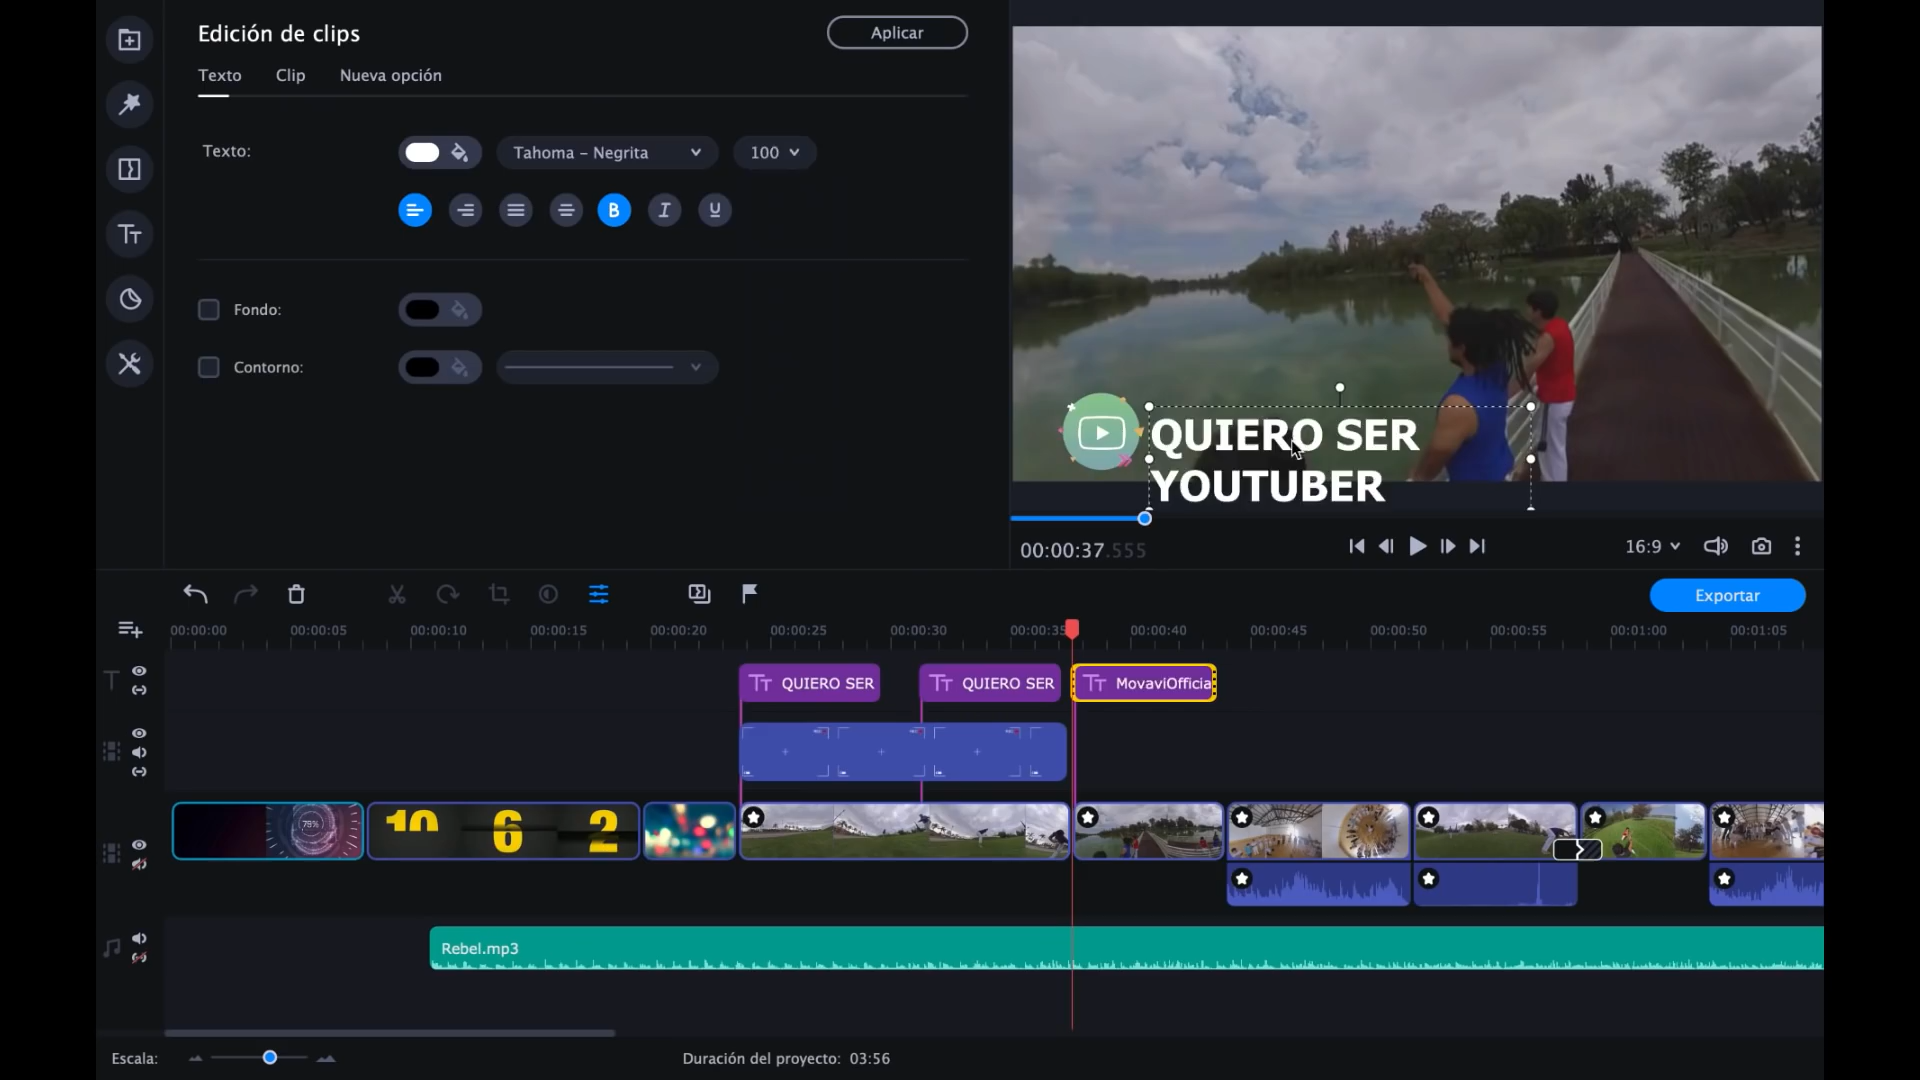 Edición de clips
Aplicar
Texto
Clip
Nueva opción
Texto:
Tahoma – Negrita
100
B
I
U
Fondo:
Contorno:
QUIERO SER
YOUTUBER
00:00:37.555
16:9
Exportar
00:00:00
00:00:05
00:00:10
00:00:15
00:00:20
00:00:25
00:00:30
00:00:35
00:00:40
00:00:45
00:00:50
00:00:55
00:01:00
00:01:05
T
Tт QUIERO SER
Tт QUIERO SER
Tт MovaviOfficia
75%
10
6
2
Rebel.mp3
Escala:
Duración del proyecto: 03:56